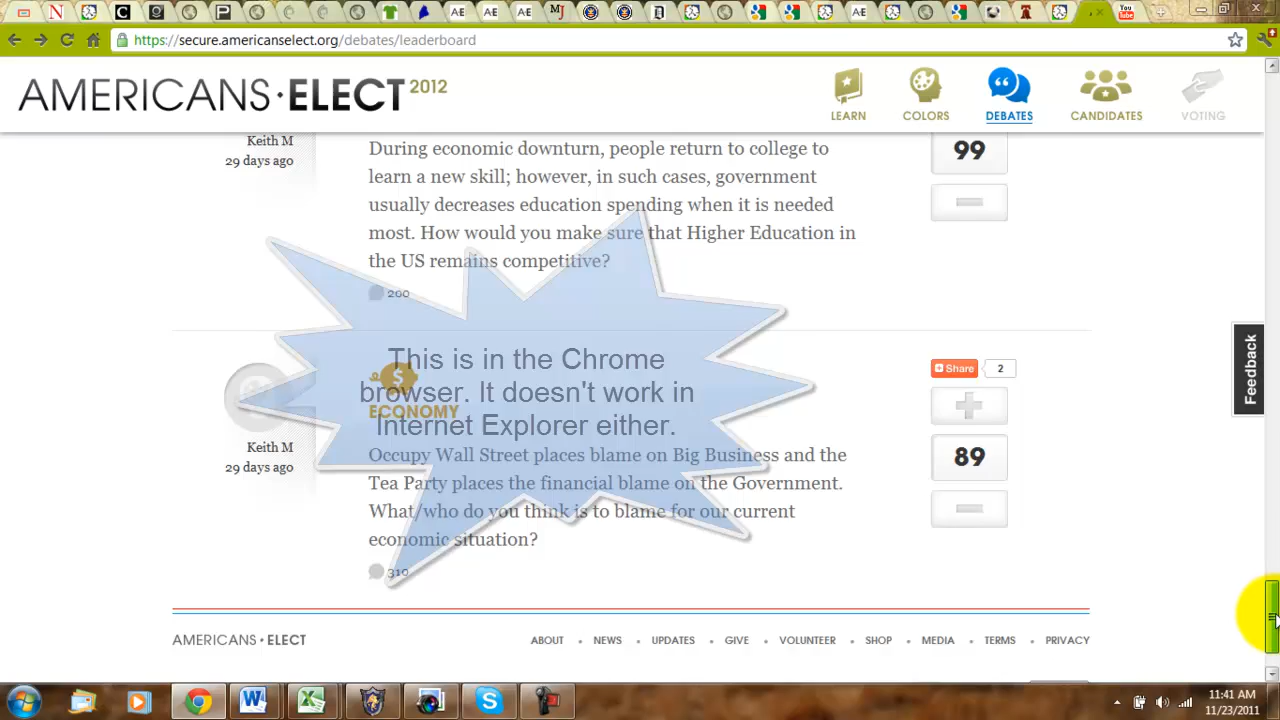 https://secure.americanselect.org/debates/leaderboard
AMERICANS·ELECT 2012
LEARN
COLORS
DEBATES
CANDIDATES
VOTING
Keith M
29 days ago
During economic downturn, people return to college to
learn a new skill; however, in such cases, government
usually decreases education spending when it is needed
most. How would you make sure that Higher Education in
the US remains competitive?
200
99
This is in the Chrome
browser. It doesn't work in
Internet Explorer either.
Keith M
29 days ago
ECONOMY
Occupy Wall Street places blame on Big Business and the
Tea Party places the financial blame on the Government.
What/who do you think is to blame for our current
economic situation?
310
Share 2
89
Feedback
AMERICANS·ELECT
ABOUT • NEWS • UPDATES • GIVE • VOLUNTEER • SHOP • MEDIA • TERMS • PRIVACY
11:41 AM
11/23/2011